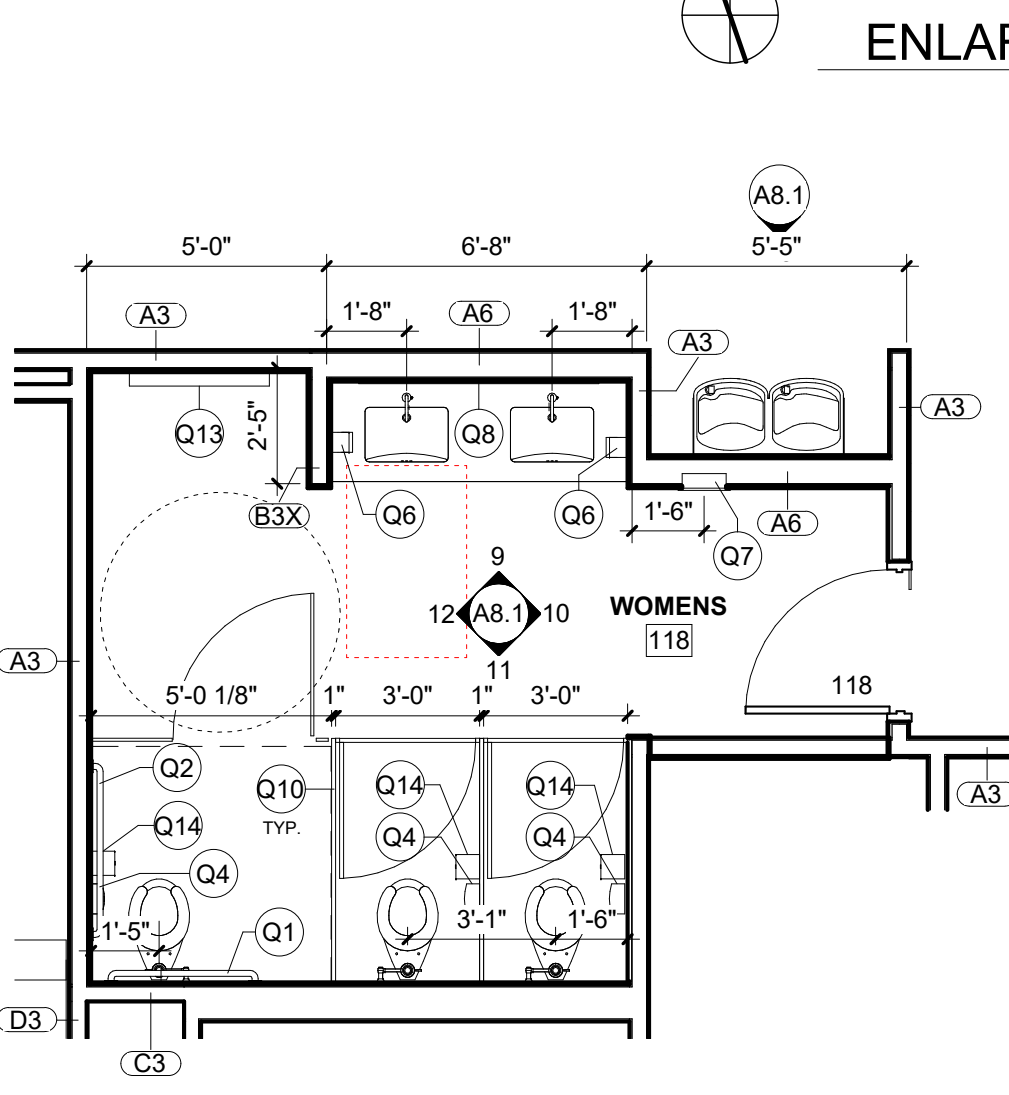 ENLAR
A8.1
5'-0" 6'-8" 5'-5"
1'-8" A6 1'-8"
A3
A3
A3
Q13 2'-5" Q8
B3X Q6 Q6 1'-6" A6
Q7
9
12 A8.1 10
11
WOMENS
118
A3
118
5'-0 1/8" 1" 3'-0" 1" 3'-0"
Q2 Q10 Q14 Q14 A3
TYP.
Q14 Q4 Q4
Q4
1'-5" Q1 3'-1" 1'-6"
D3
C3